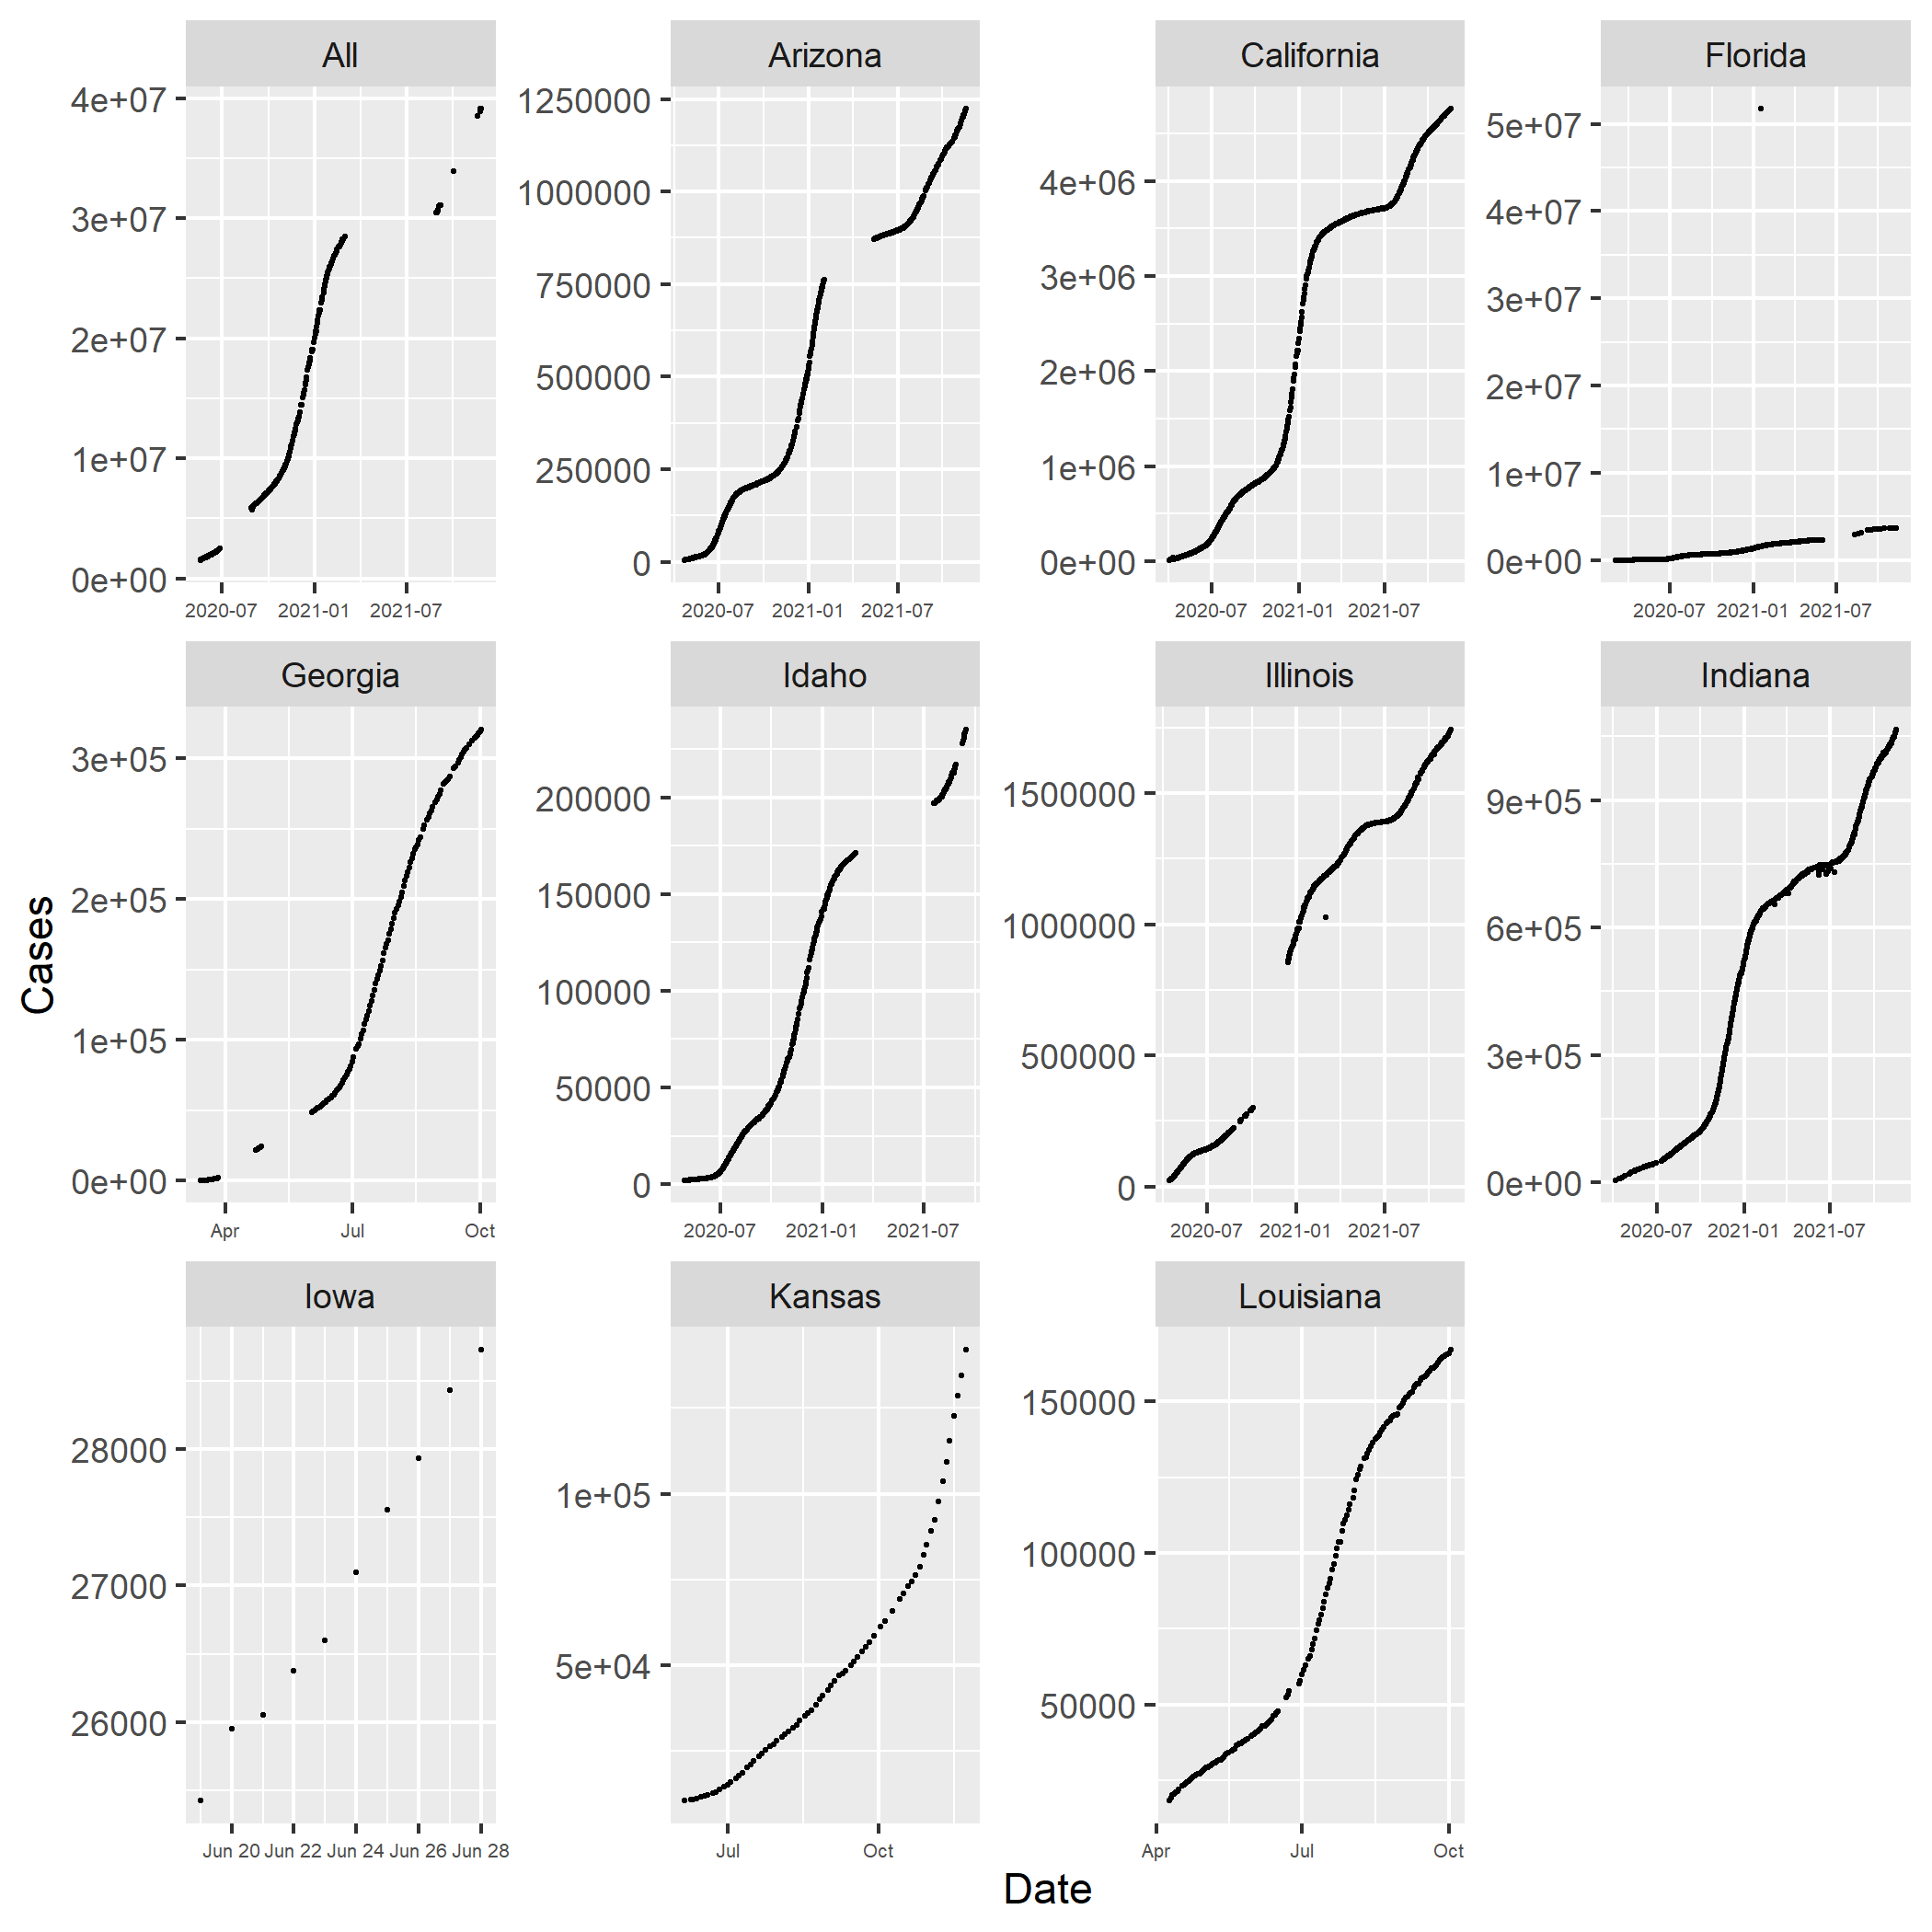 All Arizona California Florida
4e+07
3e+07
2e+07
1e+07
0e+00
2020-07 2021-01 2021-07
1250000
1000000
750000
500000
250000
0
2020-07 2021-01 2021-07
4e+06
3e+06
2e+06
1e+06
0e+00
2020-07 2021-01 2021-07
5e+07
4e+07
3e+07
2e+07
1e+07
0e+00
2020-07 2021-01 2021-07
Cases
Georgia Idaho Illinois Indiana
3e+05
2e+05
1e+05
0e+00
Apr Jul Oct
200000
150000
100000
50000
0
2020-07 2021-01 2021-07
1500000
1000000
500000
0
2020-07 2021-01 2021-07
9e+05
6e+05
3e+05
0e+00
2020-07 2021-01 2021-07
Iowa Kansas Louisiana
28000
27000
26000
Jun 20 Jun 22 Jun 24 Jun 26 Jun 28
1e+05
5e+04
Jul Oct
150000
100000
50000
Apr Jul Oct
Date